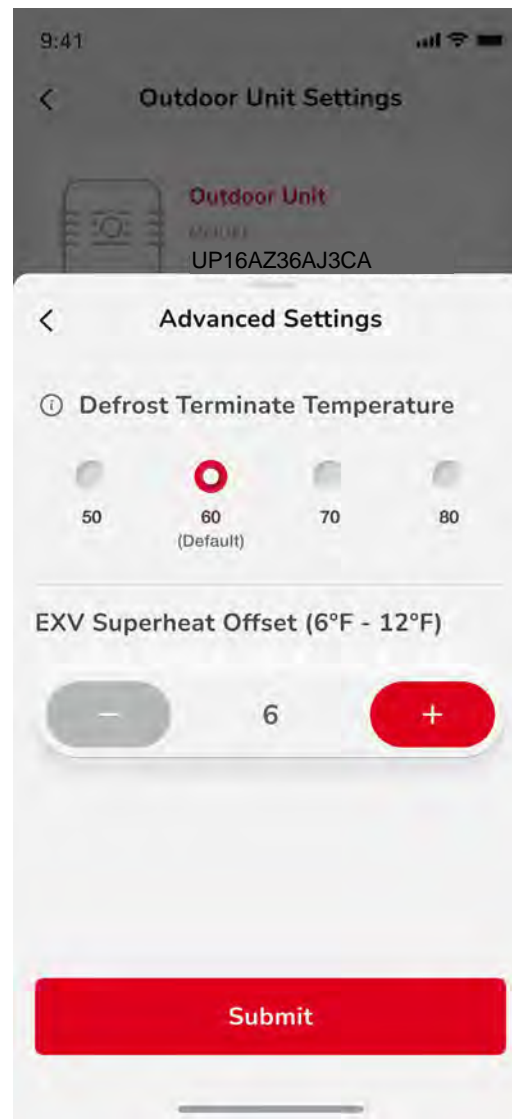 9:41
Outdoor Unit Settings
Outdoor Unit
MODEL
UP16AZ36AJ3CA
Advanced Settings
Defrost Terminate Temperature
50 60 70 80
(Default)
EXV Superheat Offset (6°F - 12°F)
− 6 +
Submit